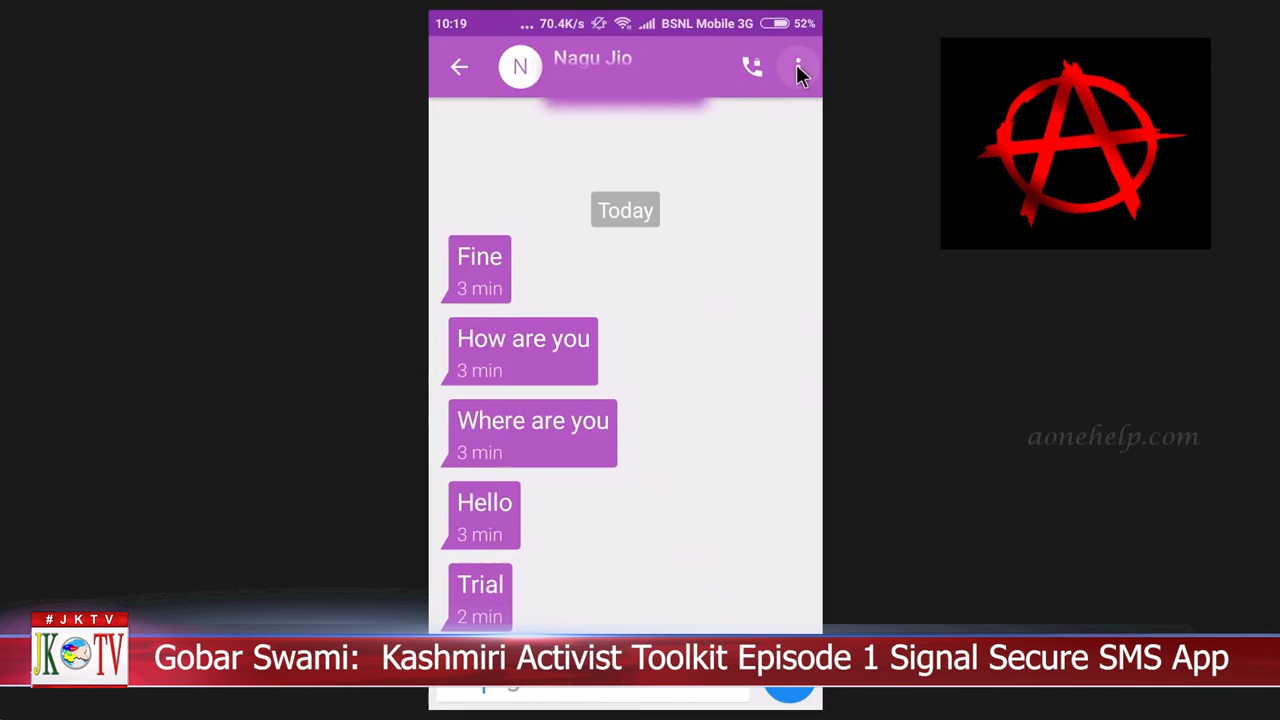 10:19 ... 70.4K/s BSNL Mobile 3G 52%
N Nagu Jio
Today
Fine
3 min
How are you
3 min
Where are you
3 min
aonehelp.com
Hello
3 min
Trial
2 min
#JKTV
JK TV
Gobar Swami: Kashmiri Activist Toolkit Episode 1 Signal Secure SMS App